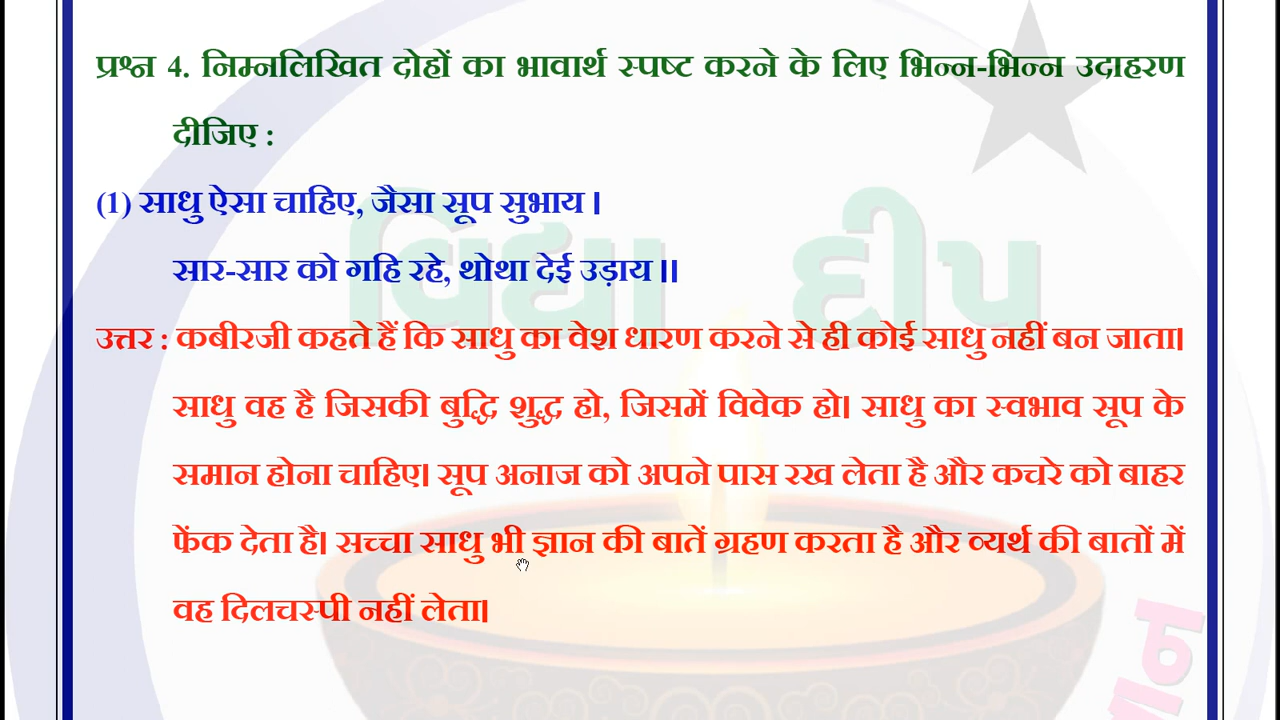 प्रश्न 4. निम्नलिखित दोहों का भावार्थ स्पष्ट करने के लिए भिन्न-भिन्न उदाहरण
दीजिए :
(1) साधु ऐसा चाहिए, जैसा सूप सुभाय ।
सार-सार को गहि रहे, थोथा देई उड़ाय ।।
उत्तर : कबीरजी कहते हैं कि साधु का वेश धारण करने से ही कोई साधु नहीं बन जाता।
साधु वह है जिसकी बुद्धि शुद्ध हो, जिसमें विवेक हो। साधु का स्वभाव सूप के
समान होना चाहिए। सूप अनाज को अपने पास रख लेता है और कचरे को बाहर
फेंक देता है। सच्चा साधु भी ज्ञान की बातें ग्रहण करता है और व्यर्थ की बातों में
वह दिलचस्पी नहीं लेता।
વિદ્યા દીપ